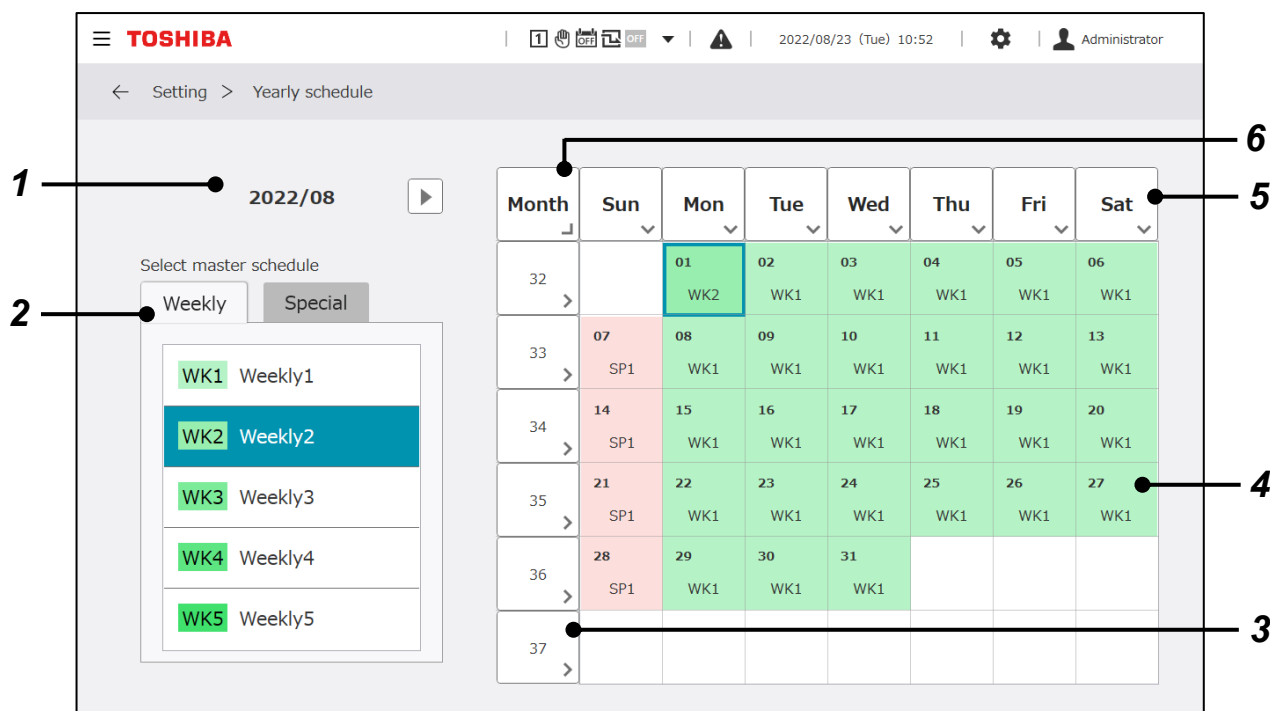 TOSHIBA 1 OFF OFF 2022/08/23 (Tue) 10:52 Administrator
← Setting > Yearly schedule
6
1
2022/08
Month Sun Mon Tue Wed Thu Fri Sat
5
Select master schedule
2
Weekly Special
WK1 Weekly1
WK2 Weekly2
WK3 Weekly3
WK4 Weekly4
WK5 Weekly5
32
01 02 03 04 05 06
WK2 WK1 WK1 WK1 WK1 WK1
33
07 08 09 10 11 12 13
SP1 WK1 WK1 WK1 WK1 WK1 WK1
34
14 15 16 17 18 19 20
SP1 WK1 WK1 WK1 WK1 WK1 WK1
35
21 22 23 24 25 26 27
SP1 WK1 WK1 WK1 WK1 WK1 WK1
4
36
28 29 30 31
SP1 WK1 WK1 WK1
37
3